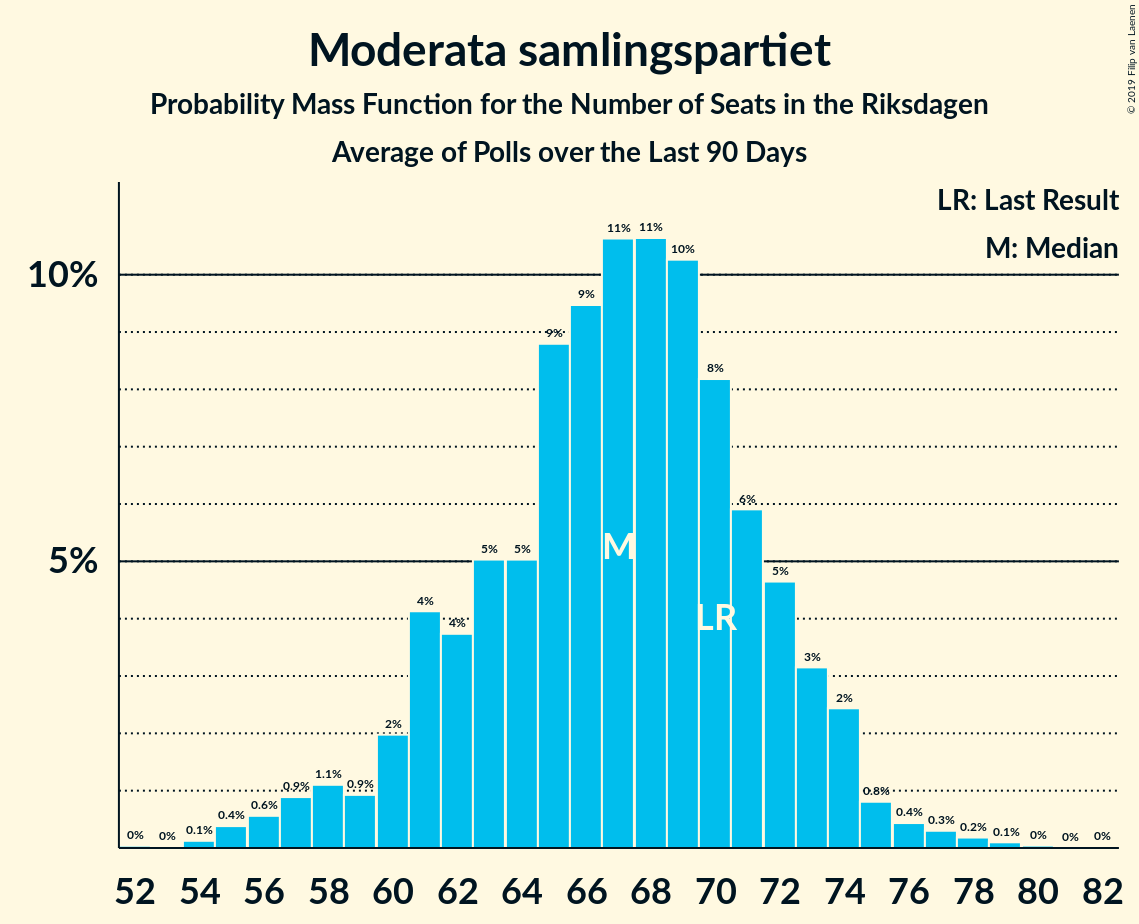 Moderata samlingspartiet
Probability Mass Function for the Number of Seats in the Riksdagen
Average of Polls over the Last 90 Days
© 2019 Filip van Laenen
LR: Last Result
M: Median
10%
5%
0% 0% 0.1% 0.4% 0.6% 0.9% 1.1% 0.9% 2% 4% 4% 5% 5% 9% 9% 11% 11% 10% 8% 6% 5% 3% 2% 0.8% 0.4% 0.3% 0.2% 0.1% 0% 0% 0%
M
LR
52 54 56 58 60 62 64 66 68 70 72 74 76 78 80 82